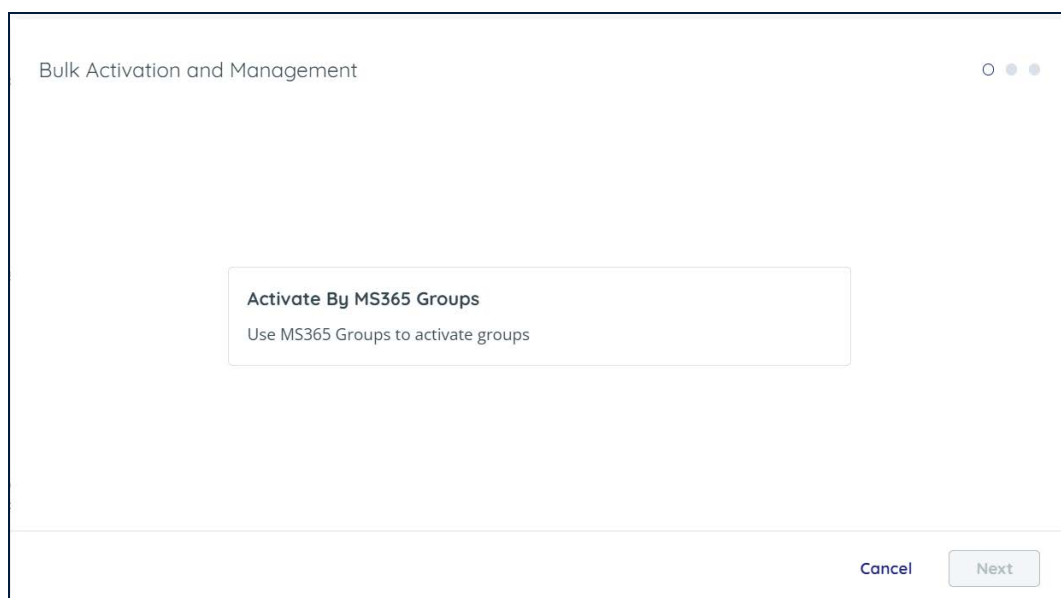 Bulk Activation and Management
Activate By MS365 Groups
Use MS365 Groups to activate groups
Cancel
Next